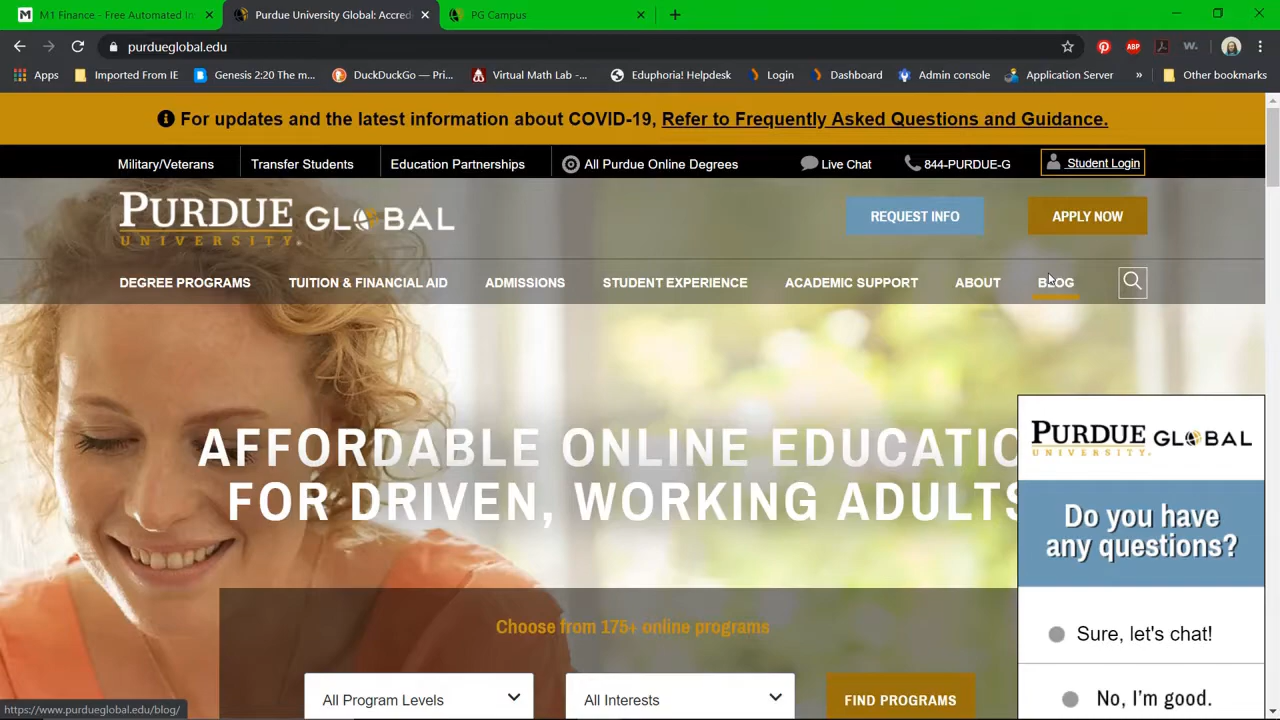 M1 Finance - Free Automated In
Purdue University Global: Accred
PG Campus
purdueglobal.edu
ABP
W.
Apps
Imported From IE
Genesis 2:20 The m...
DuckDuckGo — Pri...
Virtual Math Lab -...
Eduphoria! Helpdesk
Login
Dashboard
Admin console
Application Server
»
Other bookmarks
For updates and the latest information about COVID-19, Refer to Frequently Asked Questions and Guidance.
Military/Veterans
Transfer Students
Education Partnerships
All Purdue Online Degrees
Live Chat
844-PURDUE-G
Student Login
PURDUE GLOBAL
UNIVERSITY
REQUEST INFO
APPLY NOW
DEGREE PROGRAMS
TUITION & FINANCIAL AID
ADMISSIONS
STUDENT EXPERIENCE
ACADEMIC SUPPORT
ABOUT
BLOG
AFFORDABLE ONLINE EDUCATIO
FOR DRIVEN, WORKING ADULTS
PURDUE GLOBAL
UNIVERSITY
Do you have
any questions?
Sure, let's chat!
No, I'm good.
Choose from 175+ online programs
All Program Levels
All Interests
FIND PROGRAMS
https://www.purdueglobal.edu/blog/